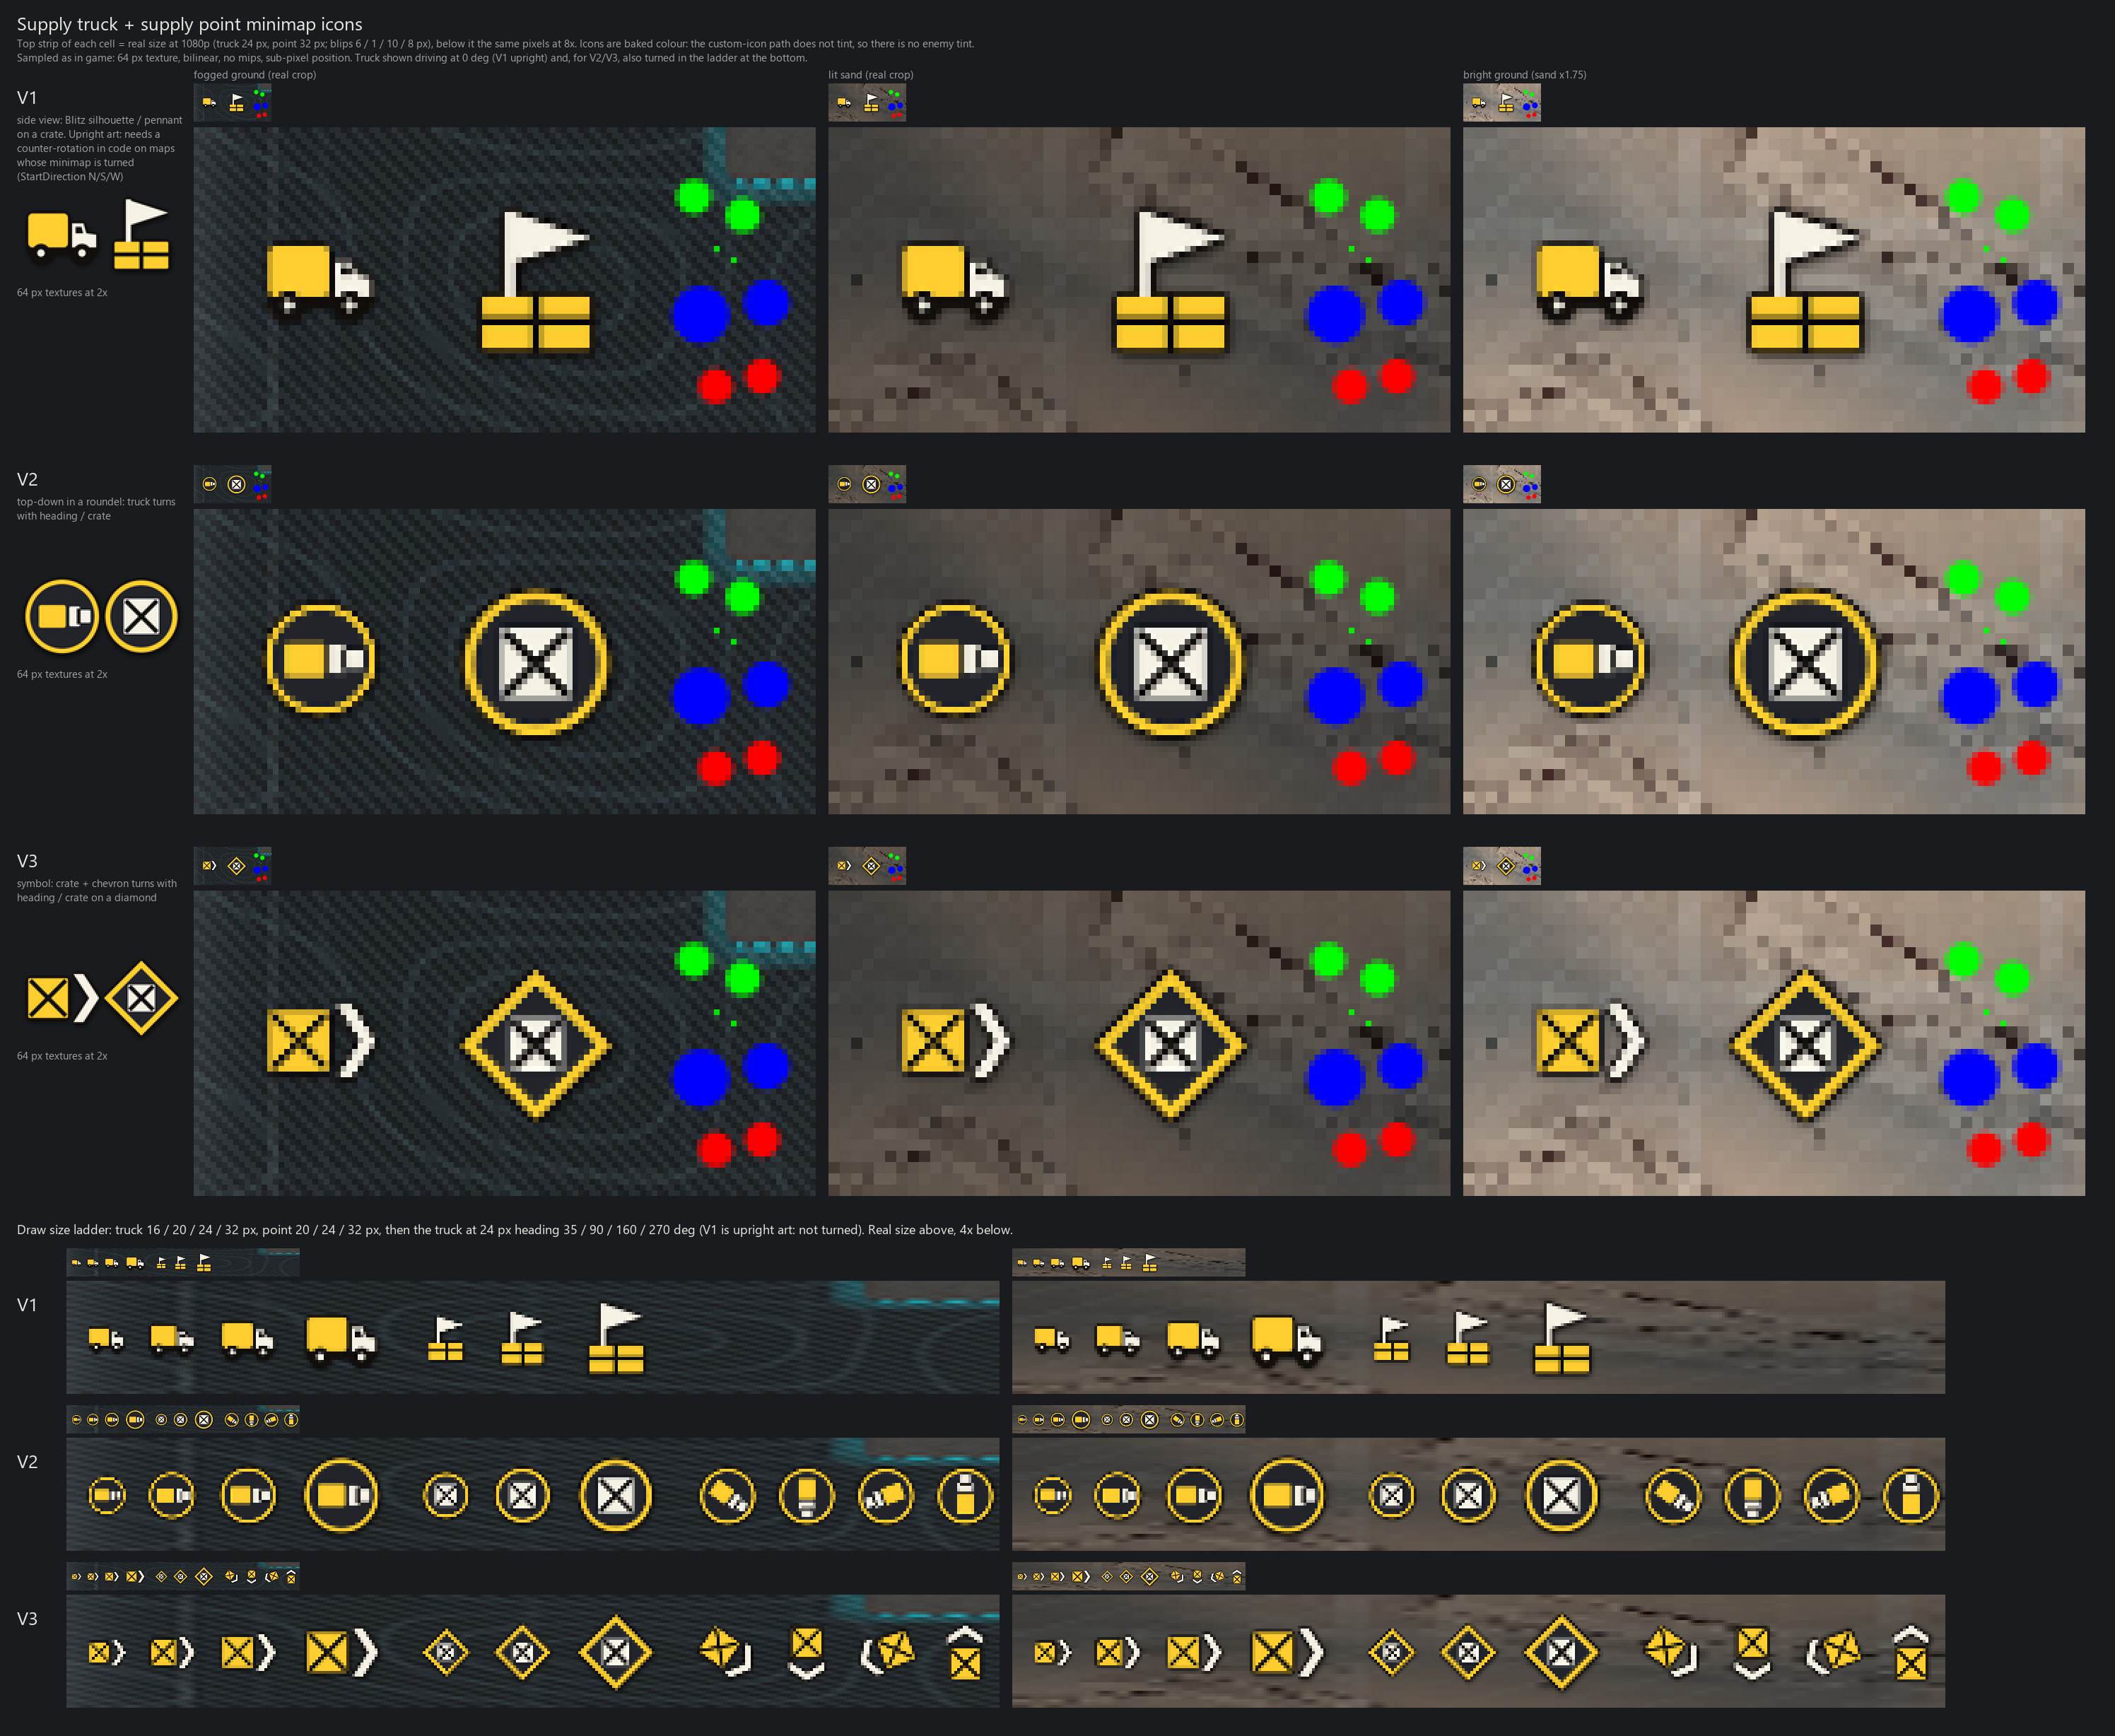 Supply truck + supply point minimap icons
Top strip of each cell = real size at 1080p (truck 24 px, point 32 px; blips 6 / 1 / 10 / 8 px), below it the same pixels at 8x. Icons are baked colour: the custom-icon path does not tint, so there is no enemy tint.
Sampled as in game: 64 px texture, bilinear, no mips, sub-pixel position. Truck shown driving at 0 deg (V1 upright) and, for V2/V3, also turned in the ladder at the bottom.
fogged ground (real crop)
lit sand (real crop)
bright ground (sand x1.75)
V1
side view: Blitz silhouette / pennant
on a crate. Upright art: needs a
counter-rotation in code on maps
whose minimap is turned
(StartDirection N/S/W)
64 px textures at 2x
V2
top-down in a roundel: truck turns
with heading / crate
64 px textures at 2x
V3
symbol: crate + chevron turns with
heading / crate on a diamond
64 px textures at 2x
Draw size ladder: truck 16 / 20 / 24 / 32 px, point 20 / 24 / 32 px, then the truck at 24 px heading 35 / 90 / 160 / 270 deg (V1 is upright art: not turned). Real size above, 4x below.
V1
V2
V3